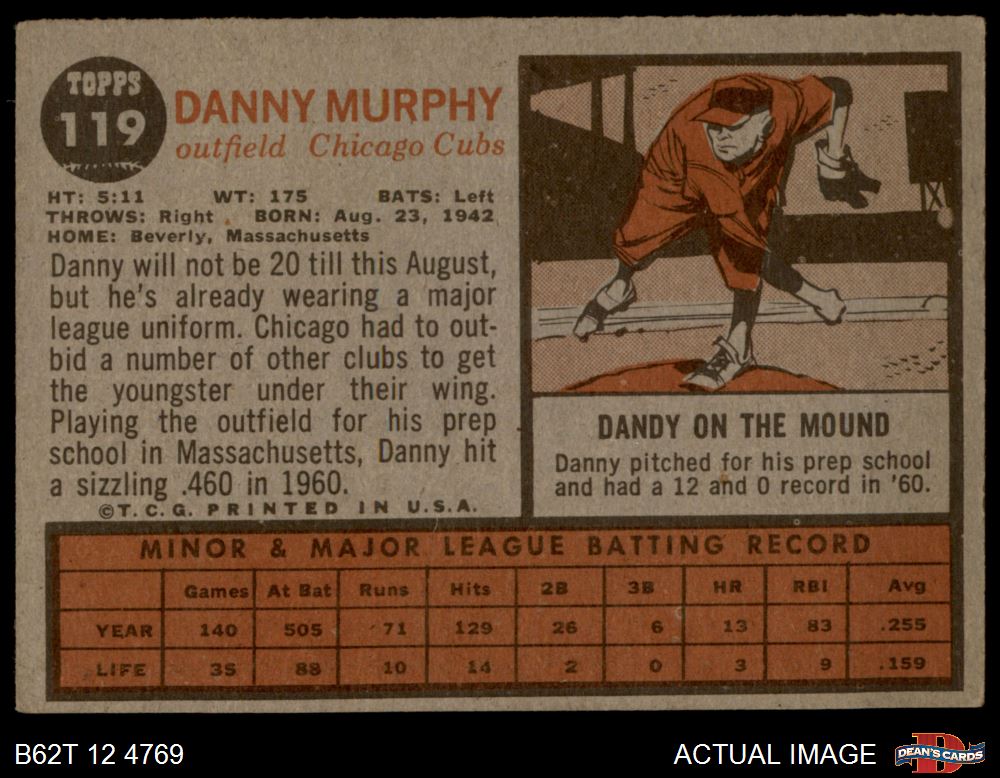 TOPPS
119
DANNY MURPHY
outfield Chicago Cubs
HT: 5:11 WT: 175 BATS: Left
THROWS: Right BORN: Aug. 23, 1942
HOME: Beverly, Massachusetts
Danny will not be 20 till this August,
but he's already wearing a major
league uniform. Chicago had to out-
bid a number of other clubs to get
the youngster under their wing.
Playing the outfield for his prep
school in Massachusetts, Danny hit
a sizzling .460 in 1960.
©T.C.G. PRINTED IN U.S.A.
DANDY ON THE MOUND
Danny pitched for his prep school
and had a 12 and 0 record in '60.
MINOR & MAJOR LEAGUE BATTING RECORD
Games At Bat Runs Hits 2B 3B HR RBI Avg
YEAR 140 505 71 129 26 6 13 83 .255
LIFE 35 88 10 14 2 0 3 9 .159
B62T 12 4769
ACTUAL IMAGE
D
DEAN'S CARDS